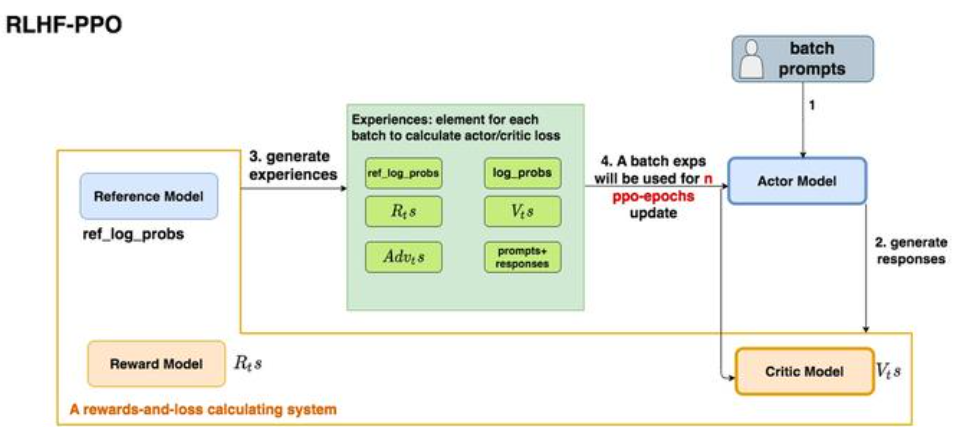 RLHF-PPO
batch
prompts
1
Experiences: element for each
batch to calculate actor/critic loss
3. generate
experiences
ref_log_probs
log_probs
R_t s
V_t s
Adv_t s
prompts+
responses
4. A batch exps
will be used for n
ppo-epochs
update
Actor Model
Reference Model
ref_log_probs
2. generate
responses
Reward Model
R_t s
Critic Model
V_t s
A rewards-and-loss calculating system